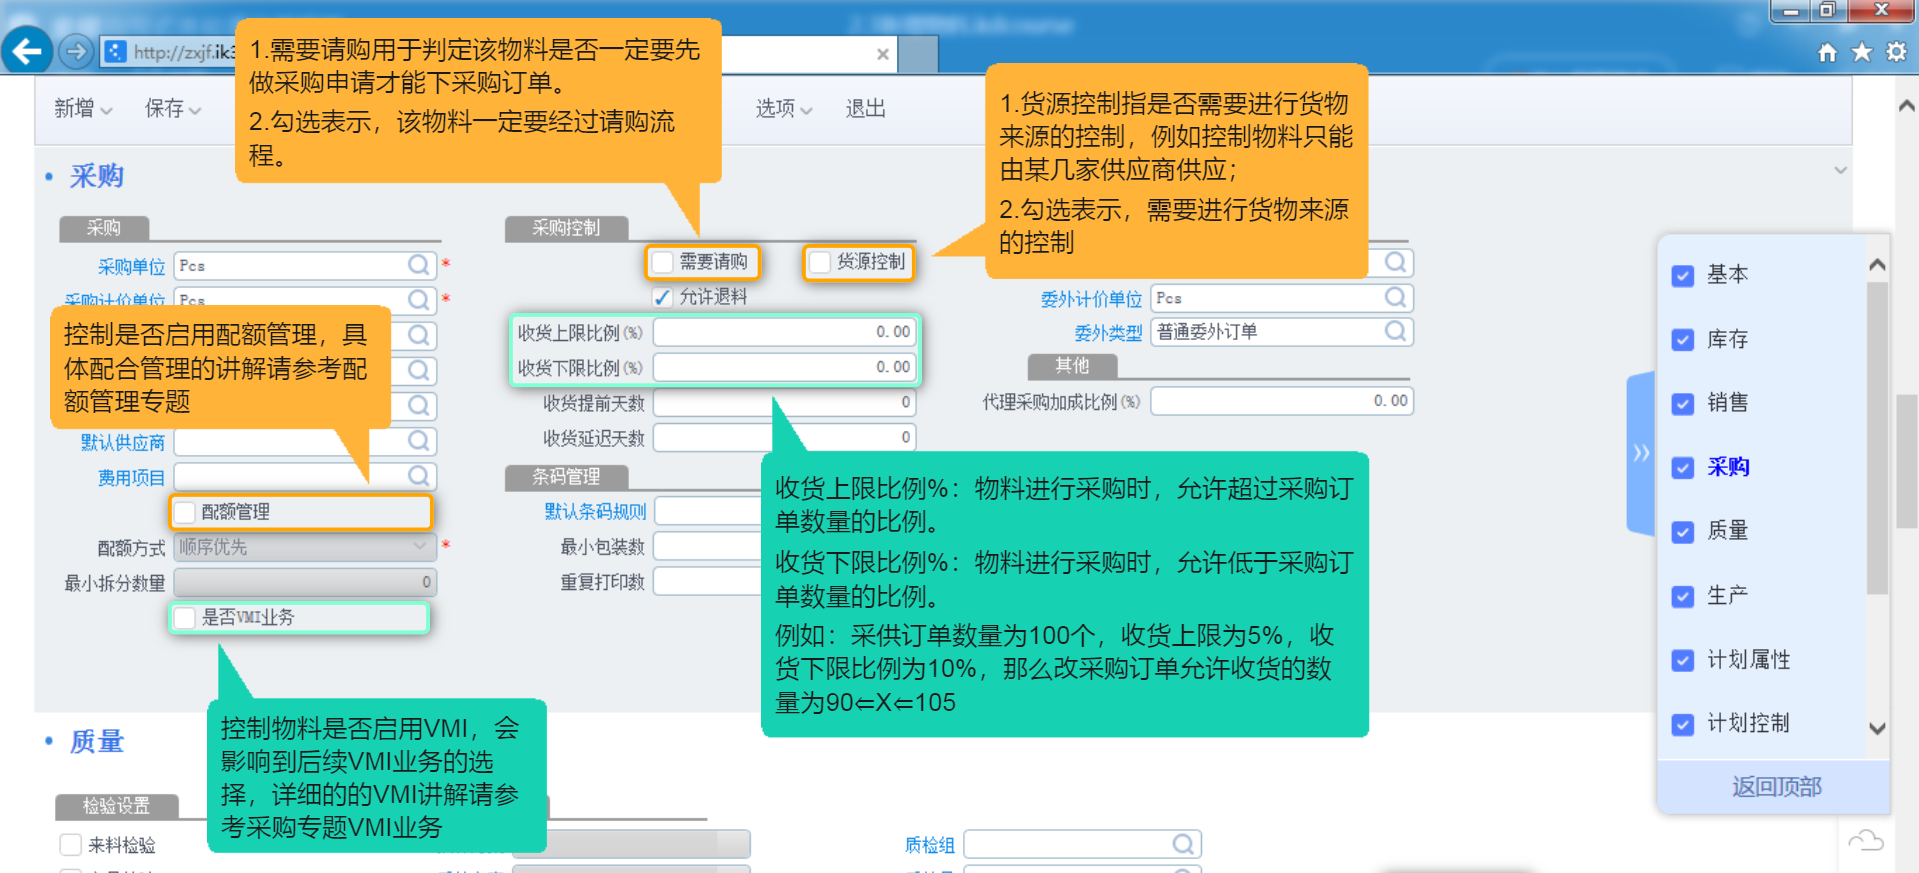 http://zxjf.ik3
新增
保存
选项
退出
1.需要请购用于判定该物料是否一定要先
做采购申请才能下采购订单。
2.勾选表示，该物料一定要经过请购流
程。
1.货源控制指是否需要进行货物
来源的控制，例如控制物料只能
由某几家供应商供应；
2.勾选表示，需要进行货物来源
的控制
采购
采购
采购单位 Pcs *
采购计价单位 Pcs *
控制是否启用配额管理，具
体配合管理的讲解请参考配
额管理专题
默认供应商
费用项目
配额管理
配额方式 顺序优先 *
最小拆分数量 0
是否VMI业务
控制物料是否启用VMI，会
影响到后续VMI业务的选
择，详细的的VMI讲解请参
考采购专题VMI业务
采购控制
需要请购
货源控制
允许退料
收货上限比例(%) 0.00
收货下限比例(%) 0.00
收货提前天数 0
收货延迟天数 0
条码管理
默认条码规则
最小包装数
重复打印数
收货上限比例%：物料进行采购时，允许超过采购订
单数量的比例。
收货下限比例%：物料进行采购时，允许低于采购订
单数量的比例。
例如：采供订单数量为100个，收货上限为5%，收
货下限比例为10%，那么改采购订单允许收货的数
量为90⇐X⇐105
委外计价单位 Pcs
委外类型 普通委外订单
其他
代理采购加成比例(%) 0.00
基本
库存
销售
采购
质量
生产
计划属性
计划控制
返回顶部
质量
检验设置
来料检验
质检组